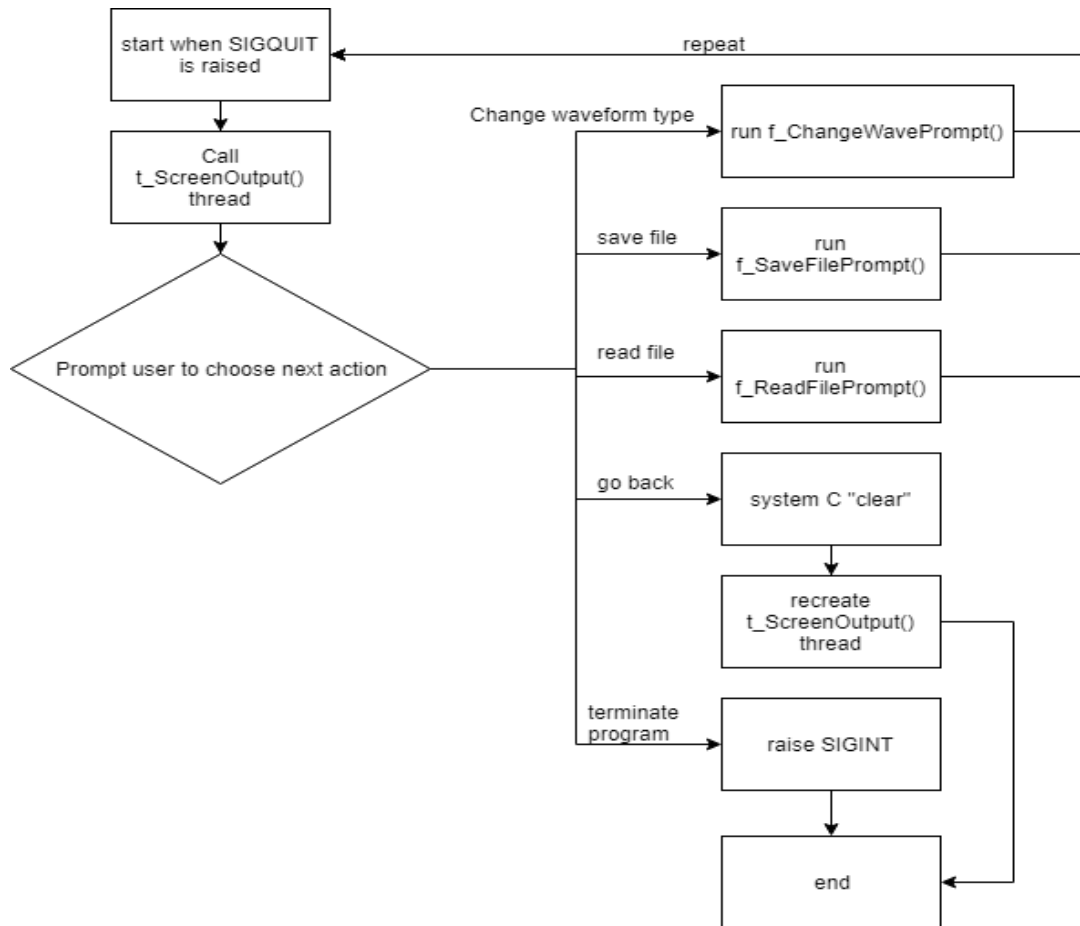 start when SIGQUIT
is raised
repeat
Call
t_ScreenOutput()
thread
Prompt user to choose next action
Change waveform type
run f_ChangeWavePrompt()
save file
run
f_SaveFilePrompt()
read file
run
f_ReadFilePrompt()
go back
system C "clear"
recreate
t_ScreenOutput()
thread
terminate
program
raise SIGINT
end